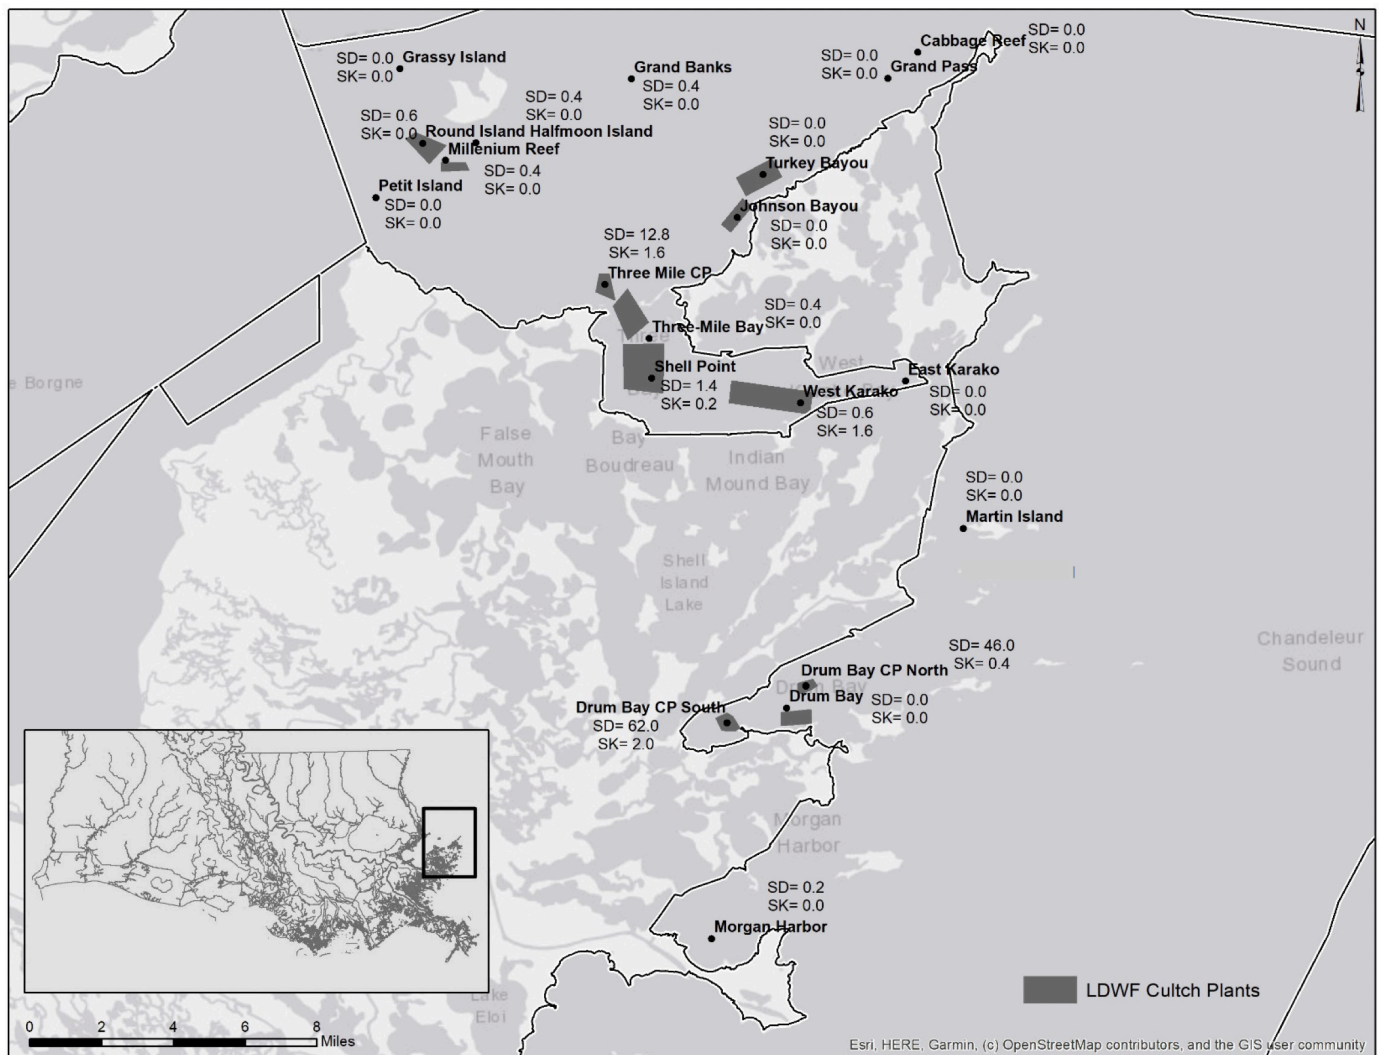 N
Cabbage Reef
SD= 0.0
SK= 0.0
SD= 0.0
SK= 0.0
Grand Pass
SD= 0.0
SK= 0.0
Grassy Island
Grand Banks
SD= 0.4
SK= 0.0
SD= 0.4
SK= 0.0
SD= 0.6
SK= 0.0
Round Island
Halfmoon Island
Millenium Reef
SD= 0.4
SK= 0.0
SD= 0.0
SK= 0.0
Turkey Bayou
Petit Island
SD= 0.0
SK= 0.0
Johnson Bayou
SD= 0.0
SK= 0.0
SD= 12.8
SK= 1.6
Three Mile CP
SD= 0.4
SK= 0.0
Three-Mile Bay
Three
Bay
Shell Point
SD= 1.4
SK= 0.2
West
West Karako
SD= 0.6
SK= 1.6
East Karako
SD= 0.0
SK= 0.0
e Borgne
False
Mouth
Bay
Bay
Boudreau
Indian
Mound Bay
SD= 0.0
SK= 0.0
Martin Island
Shell
Island
Lake
Chandeleur
Sound
SD= 46.0
SK= 0.4
Drum Bay CP North
Drum Bay
Drum Bay
SD= 0.0
SK= 0.0
Drum Bay CP South
SD= 62.0
SK= 2.0
Morgan
Harbor
SD= 0.2
SK= 0.0
Morgan Harbor
Lake
Eloi
LDWF Cultch Plants
0 2 4 6 8
Miles
Esri, HERE, Garmin, (c) OpenStreetMap contributors, and the GIS user community